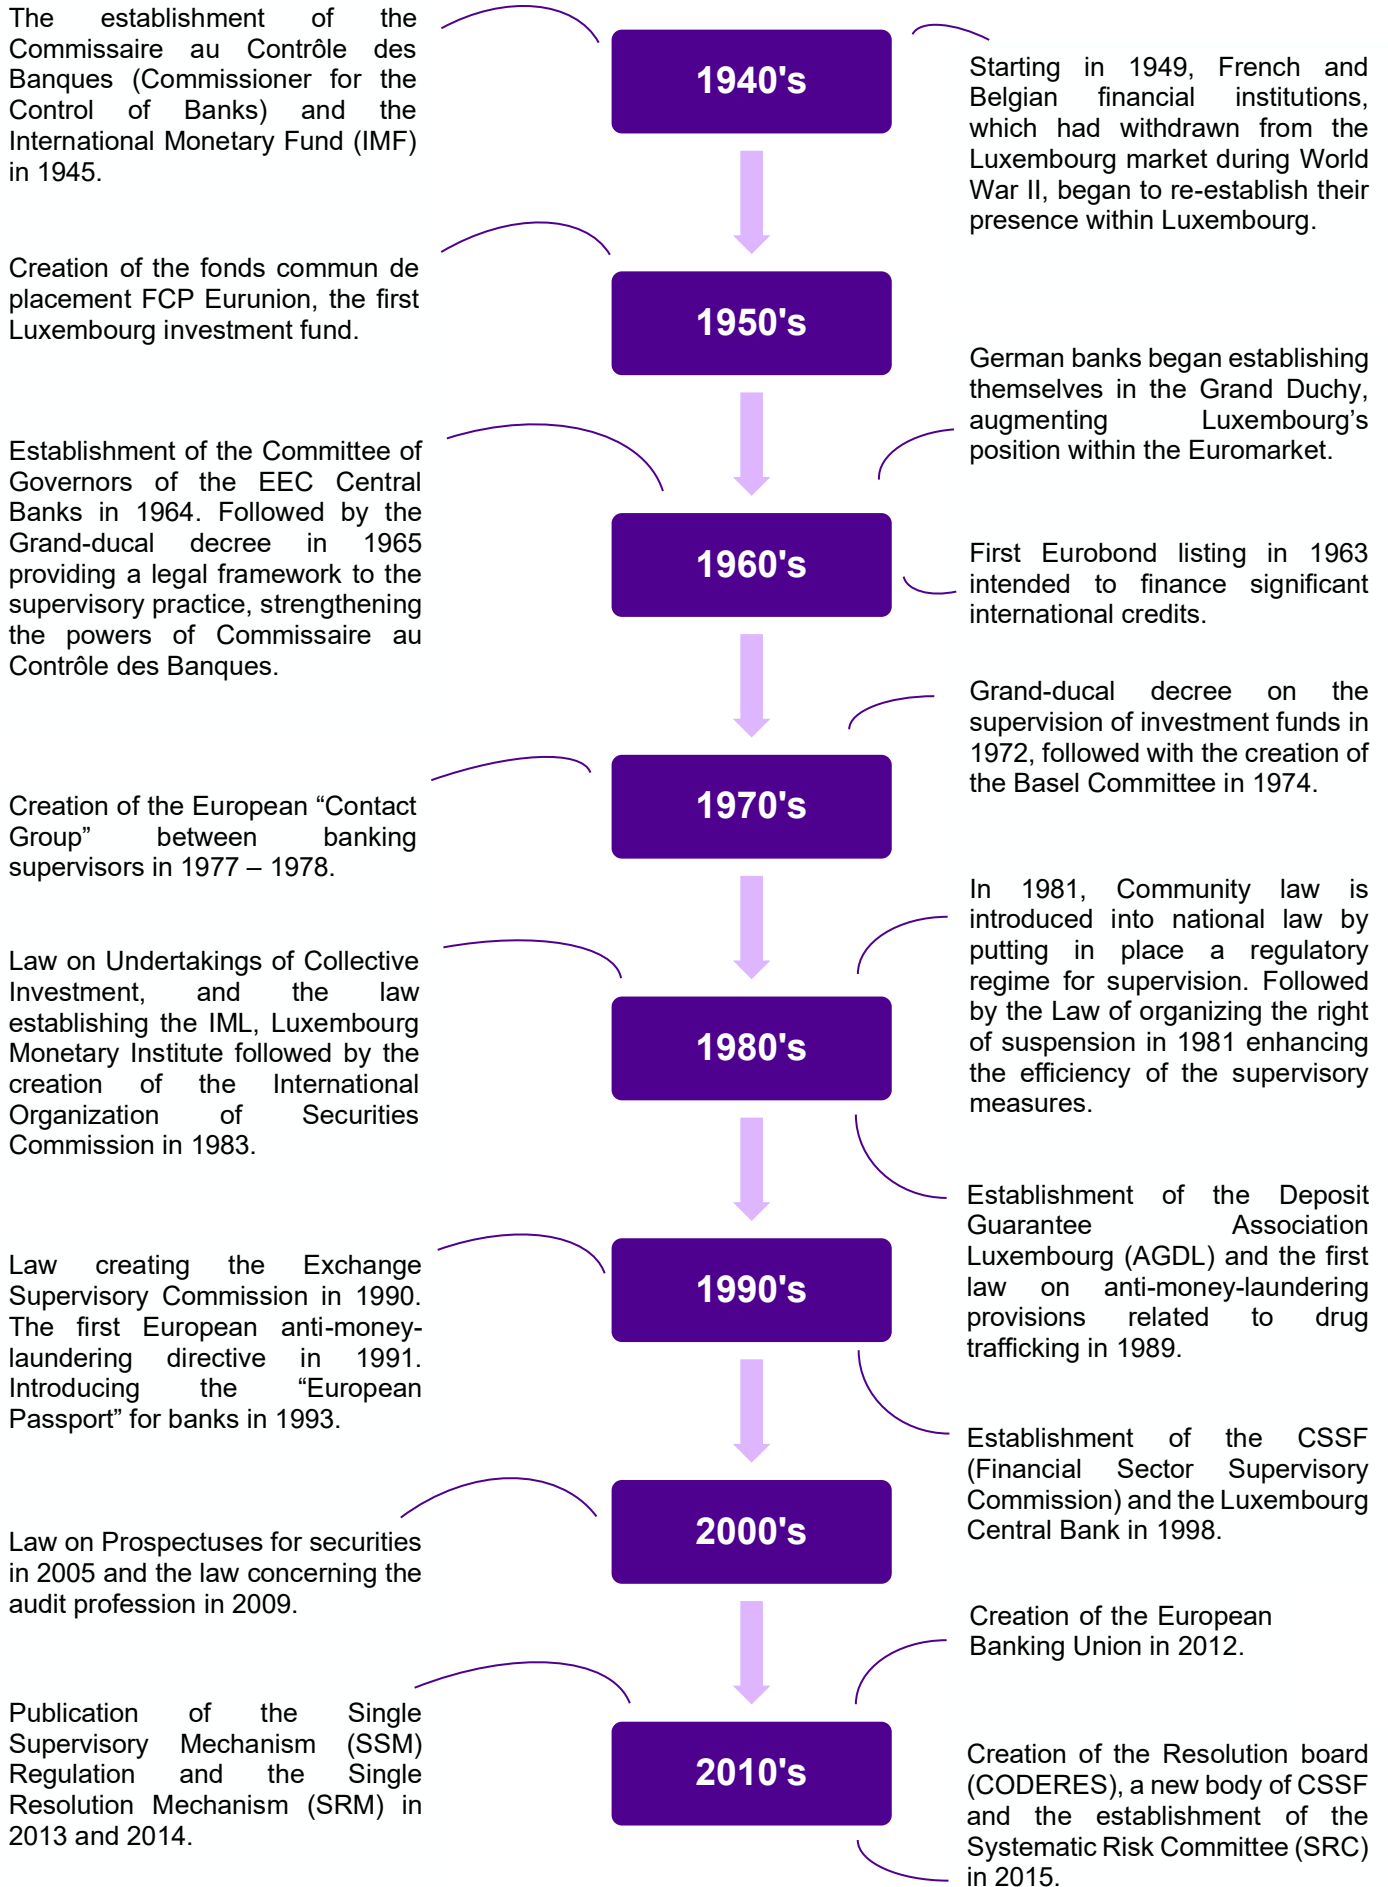 The establishment of the
Commissaire au Contrôle des
Banques (Commissioner for the
Control of Banks) and the
International Monetary Fund (IMF)
in 1945.
1940's
Starting in 1949, French and
Belgian financial institutions,
which had withdrawn from the
Luxembourg market during World
War II, began to re-establish their
presence within Luxembourg.
Creation of the fonds commun de
placement FCP Eurunion, the first
Luxembourg investment fund.
1950's
German banks began establishing
themselves in the Grand Duchy,
augmenting Luxembourg’s
position within the Euromarket.
Establishment of the Committee of
Governors of the EEC Central
Banks in 1964. Followed by the
Grand-ducal decree in 1965
providing a legal framework to the
supervisory practice, strengthening
the powers of Commissaire au
Contrôle des Banques.
1960's
First Eurobond listing in 1963
intended to finance significant
international credits.
Grand-ducal decree on the
supervision of investment funds in
1972, followed with the creation of
the Basel Committee in 1974.
1970's
Creation of the European “Contact
Group” between banking
supervisors in 1977 – 1978.
In 1981, Community law is
introduced into national law by
putting in place a regulatory
regime for supervision. Followed
by the Law of organizing the right
of suspension in 1981 enhancing
the efficiency of the supervisory
measures.
Law on Undertakings of Collective
Investment, and the law
establishing the IML, Luxembourg
Monetary Institute followed by the
creation of the International
Organization of Securities
Commission in 1983.
1980's
Establishment of the Deposit
Guarantee Association
Luxembourg (AGDL) and the first
law on anti-money-laundering
provisions related to drug
trafficking in 1989.
Law creating the Exchange
Supervisory Commission in 1990.
The first European anti-money-
laundering directive in 1991.
Introducing the “European
Passport” for banks in 1993.
1990's
Establishment of the CSSF
(Financial Sector Supervisory
Commission) and the Luxembourg
Central Bank in 1998.
Law on Prospectuses for securities
in 2005 and the law concerning the
audit profession in 2009.
2000's
Creation of the European
Banking Union in 2012.
Publication of the Single
Supervisory Mechanism (SSM)
Regulation and the Single
Resolution Mechanism (SRM) in
2013 and 2014.
2010's
Creation of the Resolution board
(CODERES), a new body of CSSF
and the establishment of the
Systematic Risk Committee (SRC)
in 2015.